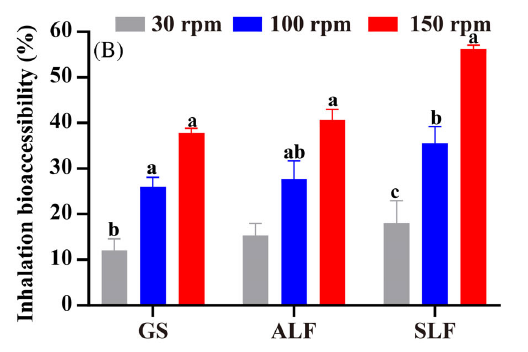 30 rpm 100 rpm 150 rpm
(B)
Inhalation bioaccessibility (%)
60
50
40
30
20
10
0
b a a
ab a
c b a
GS ALF SLF